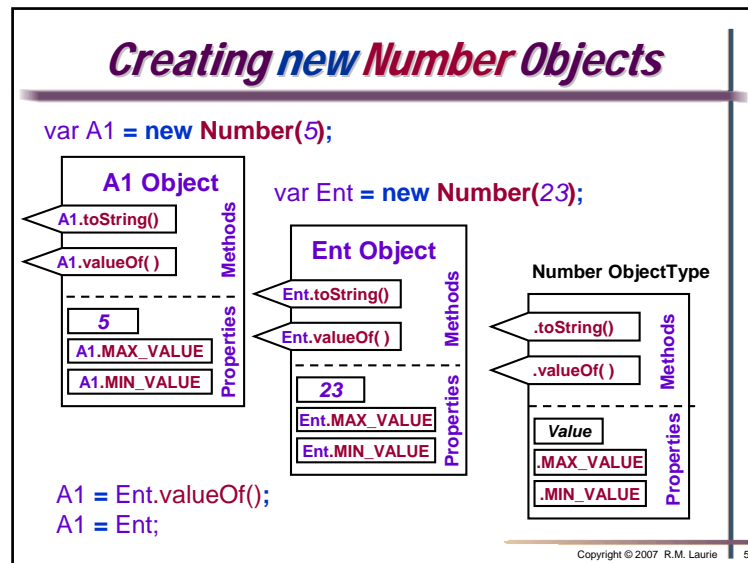 Creating new Number Objects
var A1 = new Number(5);
A1 Object
A1.toString()
A1.valueOf( )
Methods
5
A1.MAX_VALUE
A1.MIN_VALUE
Properties
var Ent = new Number(23);
Ent Object
Ent.toString()
Ent.valueOf( )
Methods
23
Ent.MAX_VALUE
Ent.MIN_VALUE
Properties
Number ObjectType
.toString()
.valueOf( )
Methods
Value
.MAX_VALUE
.MIN_VALUE
Properties
A1 = Ent.valueOf();
A1 = Ent;
Copyright © 2007 R.M. Laurie 5